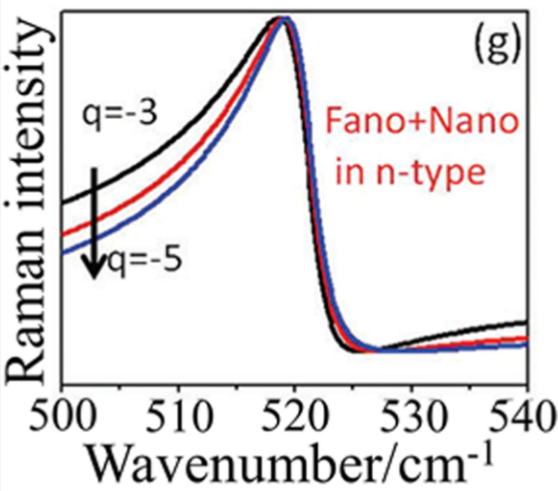 (g)
q=-3
Fano+Nano
in n-type
q=-5
Raman intensity
500 510 520 530 540
Wavenumber/cm-1